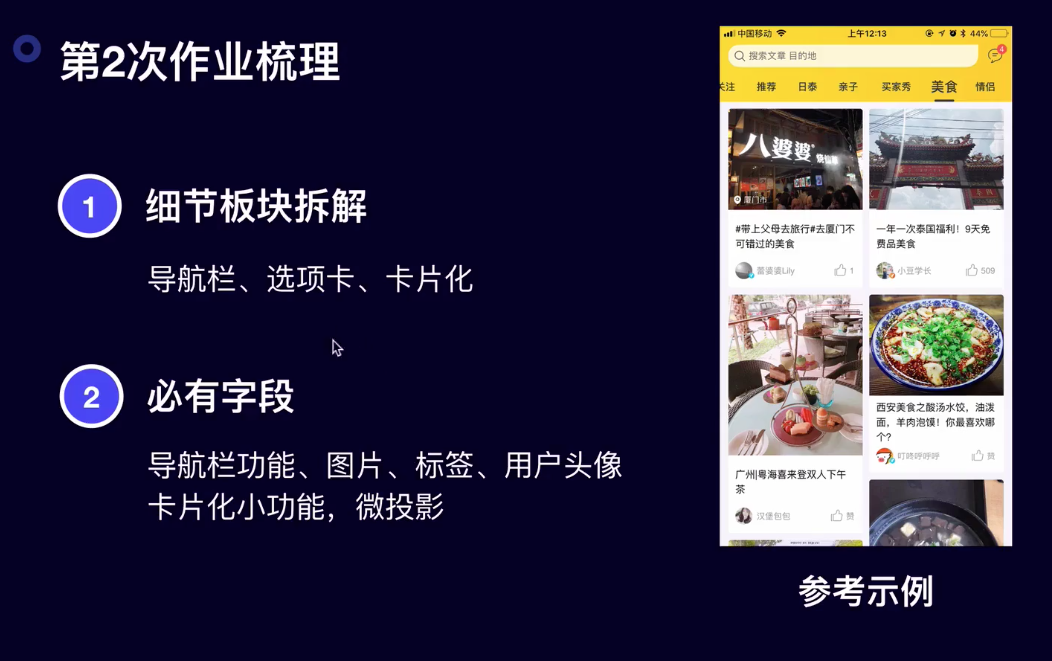 第2次作业梳理
1
细节板块拆解
导航栏、选项卡、卡片化
2
必有字段
导航栏功能、图片、标签、用户头像
卡片化小功能，微投影
中国移动
上午12:13
44%
搜索文章 目的地
4
关注 推荐 日泰 亲子 买家秀 美食 情侣
八婆婆
厦门市
#带上父母去旅行#去厦门不
可错过的美食
婆婆Lily
1
一年一次泰国福利！9天免
费品美食
小豆学长
509
广州|粤海喜来登双人下午
茶
汉堡包包
赞
西安美食之酸汤水饺，油泼
面，羊肉泡馍！你最喜欢哪
个？
叮咚呼呼呼
赞
参考示例